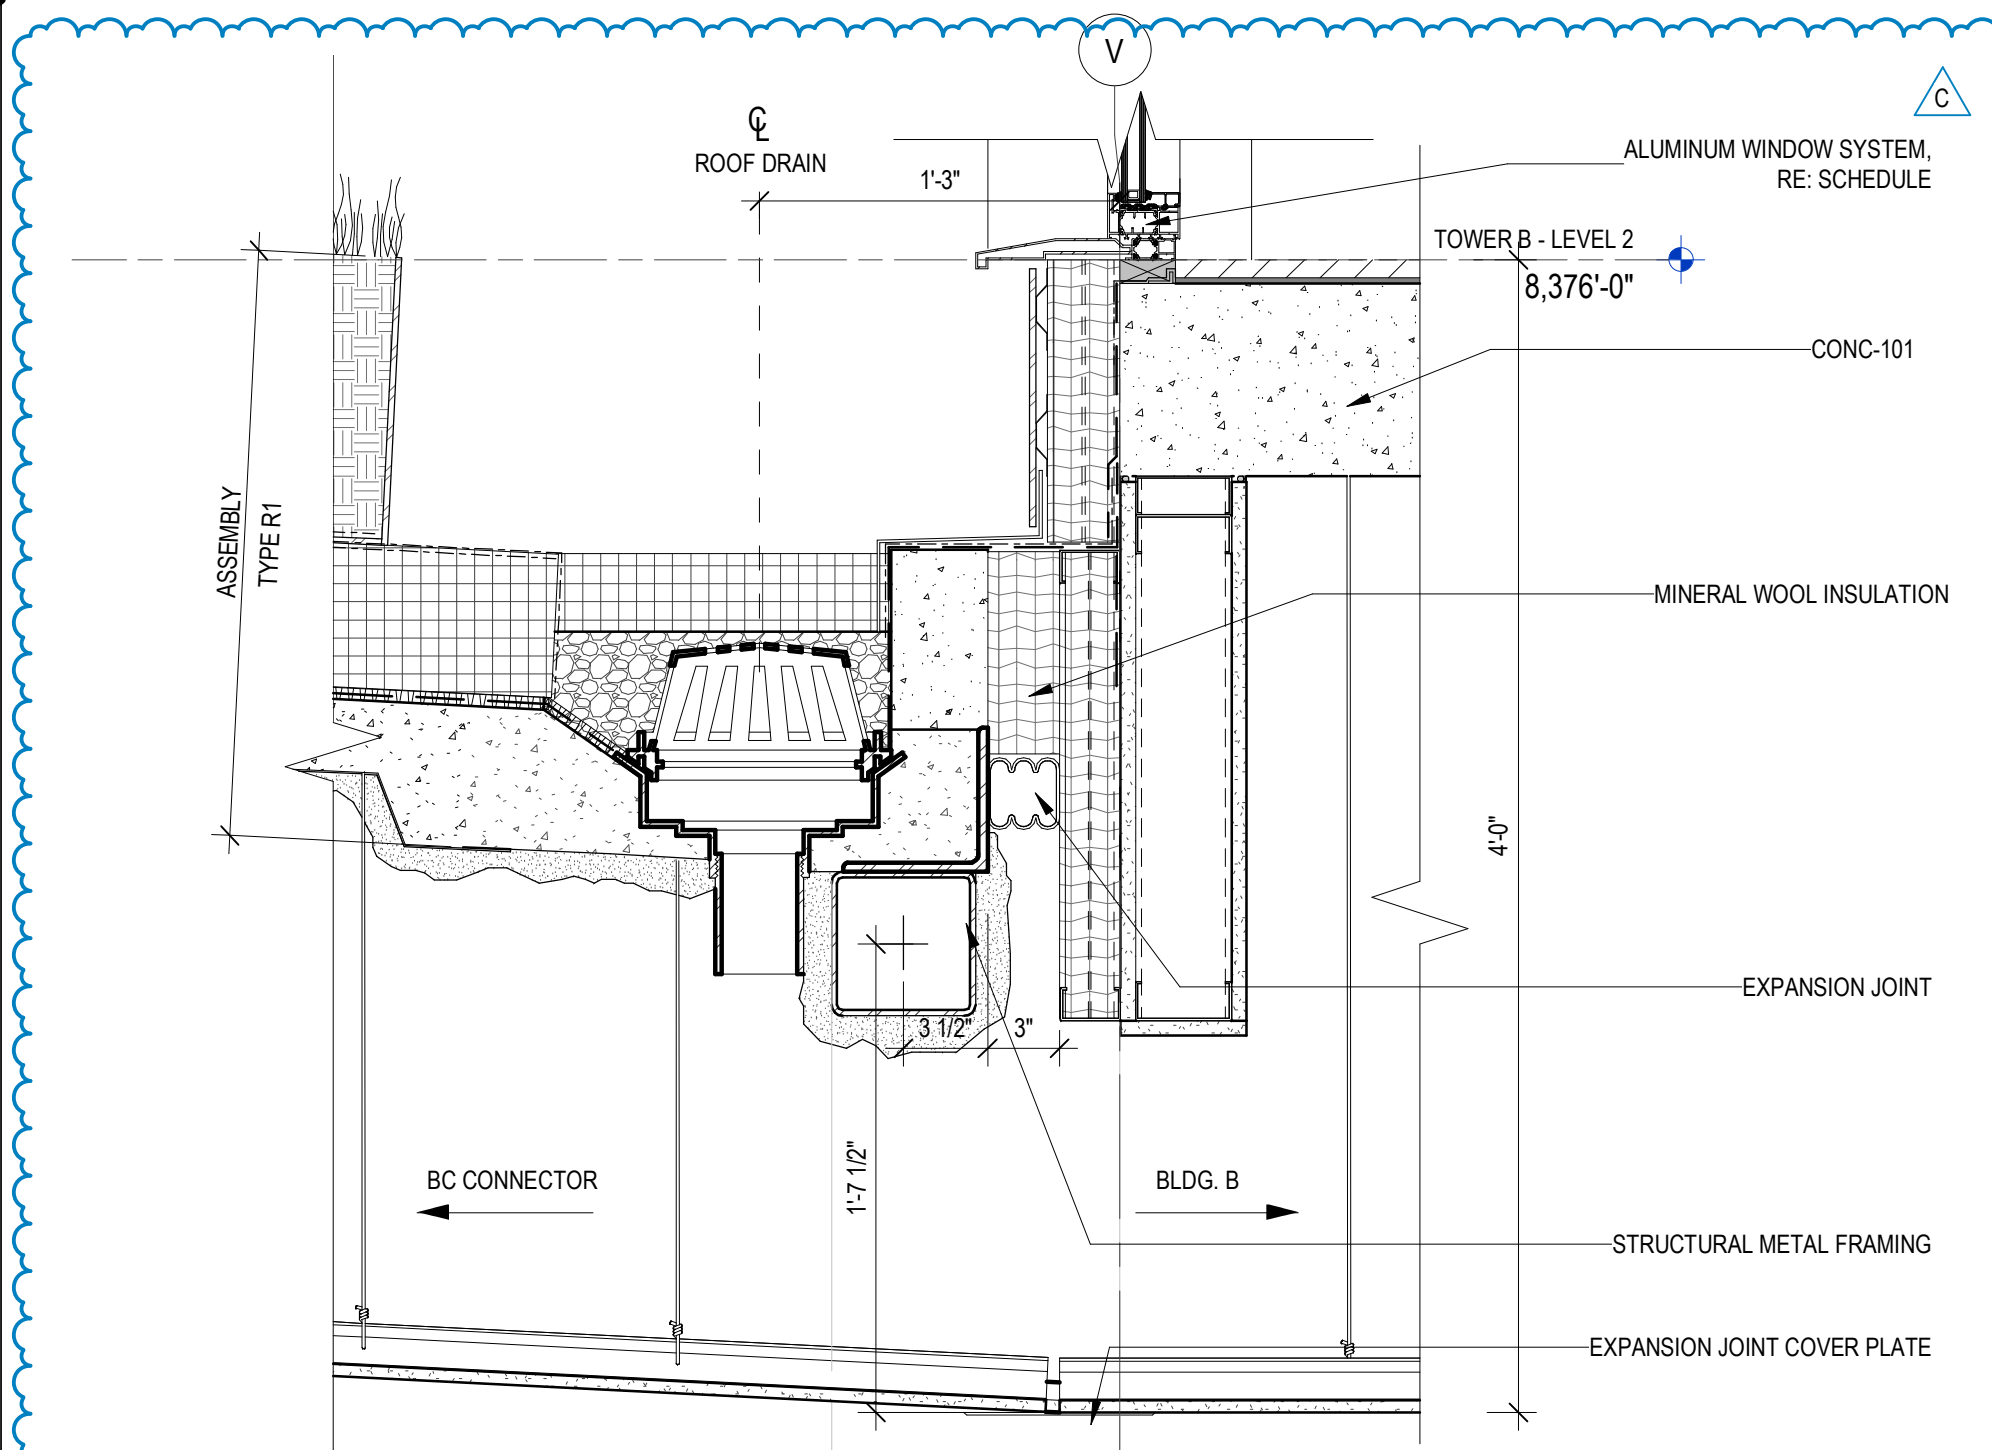 V
C
℄
ROOF DRAIN
1'-3"
ALUMINUM WINDOW SYSTEM,
RE: SCHEDULE
TOWER B - LEVEL 2
8,376'-0"
CONC-101
ASSEMBLY
TYPE R1
MINERAL WOOL INSULATION
4'-0"
EXPANSION JOINT
3 1/2"
3"
1'-7 1/2"
BC CONNECTOR
BLDG. B
STRUCTURAL METAL FRAMING
EXPANSION JOINT COVER PLATE